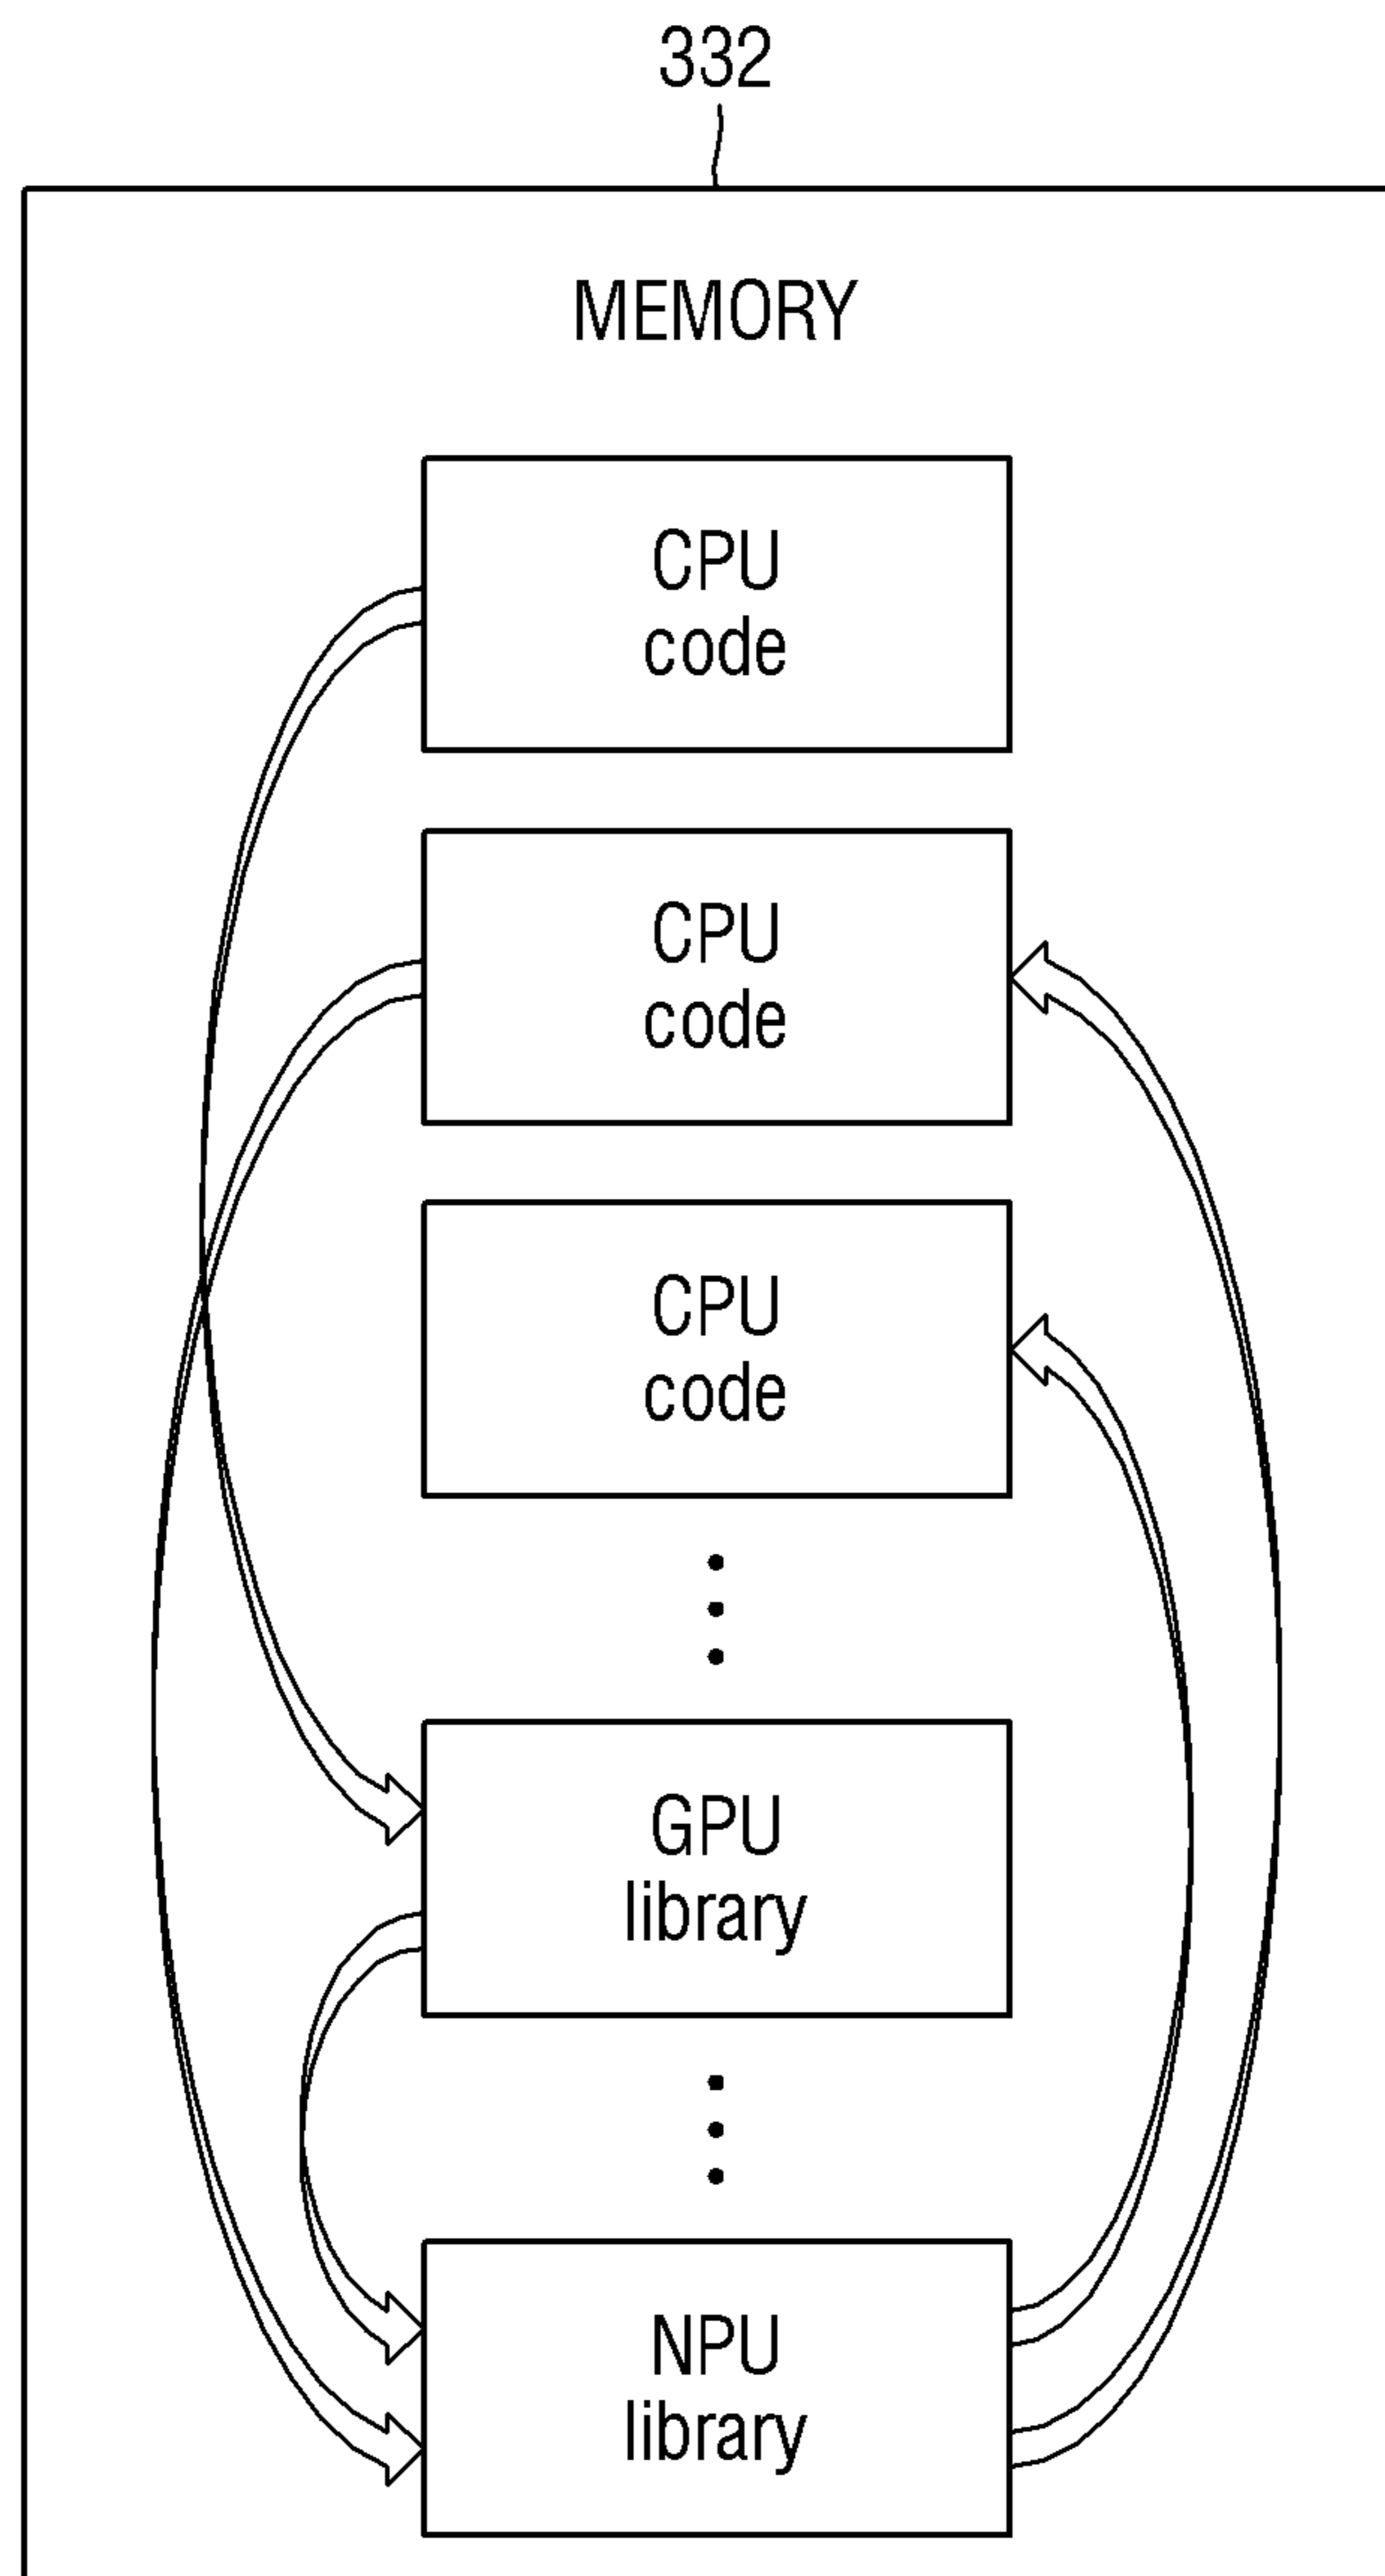 332
MEMORY
CPU
code
CPU
code
CPU
code
GPU
library
NPU
library